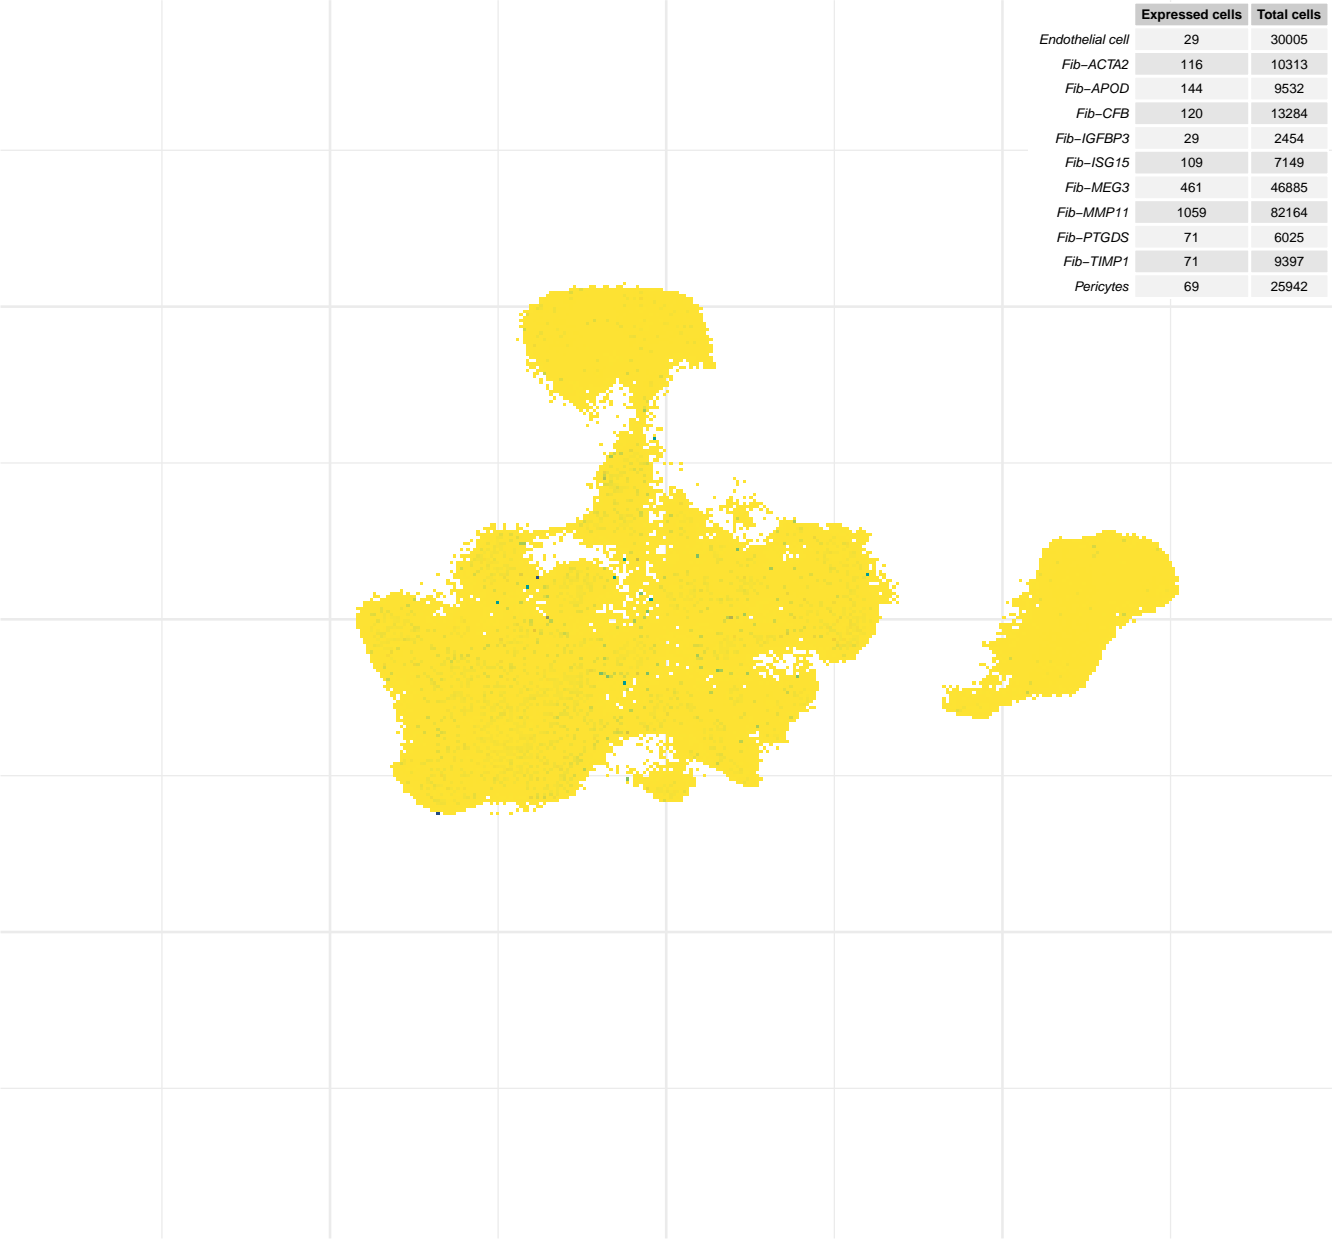 Expressed cells Total cells
Endothelial cell 29 30005
Fib−ACTA2 116 10313
Fib−APOD 144 9532
Fib−CFB 120 13284
Fib−IGFBP3 29 2454
Fib−ISG15 109 7149
Fib−MEG3 461 46885
Fib−MMP11 1059 82164
Fib−PTGDS 71 6025
Fib−TIMP1 71 9397
Pericytes 69 25942